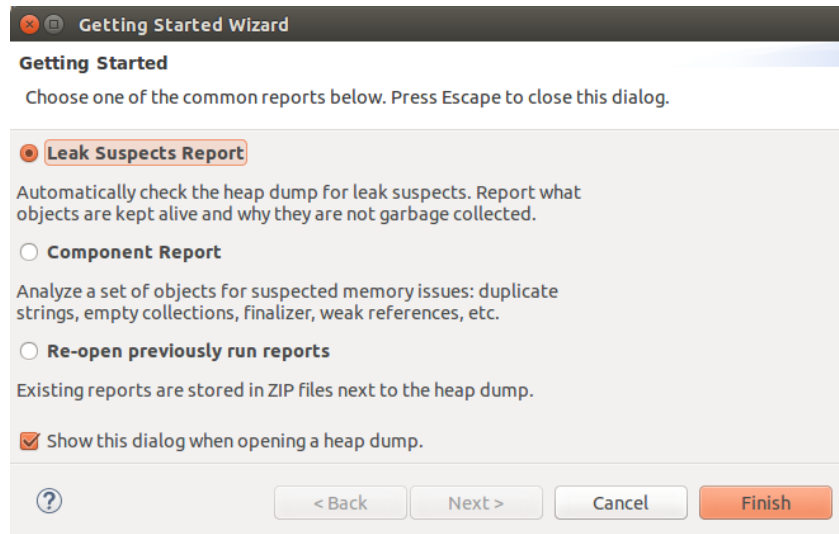 Getting Started Wizard
Getting Started
Choose one of the common reports below. Press Escape to close this dialog.
Leak Suspects Report
Automatically check the heap dump for leak suspects. Report what
objects are kept alive and why they are not garbage collected.
Component Report
Analyze a set of objects for suspected memory issues: duplicate
strings, empty collections, finalizer, weak references, etc.
Re-open previously run reports
Existing reports are stored in ZIP files next to the heap dump.
Show this dialog when opening a heap dump.
? < Back Next > Cancel Finish